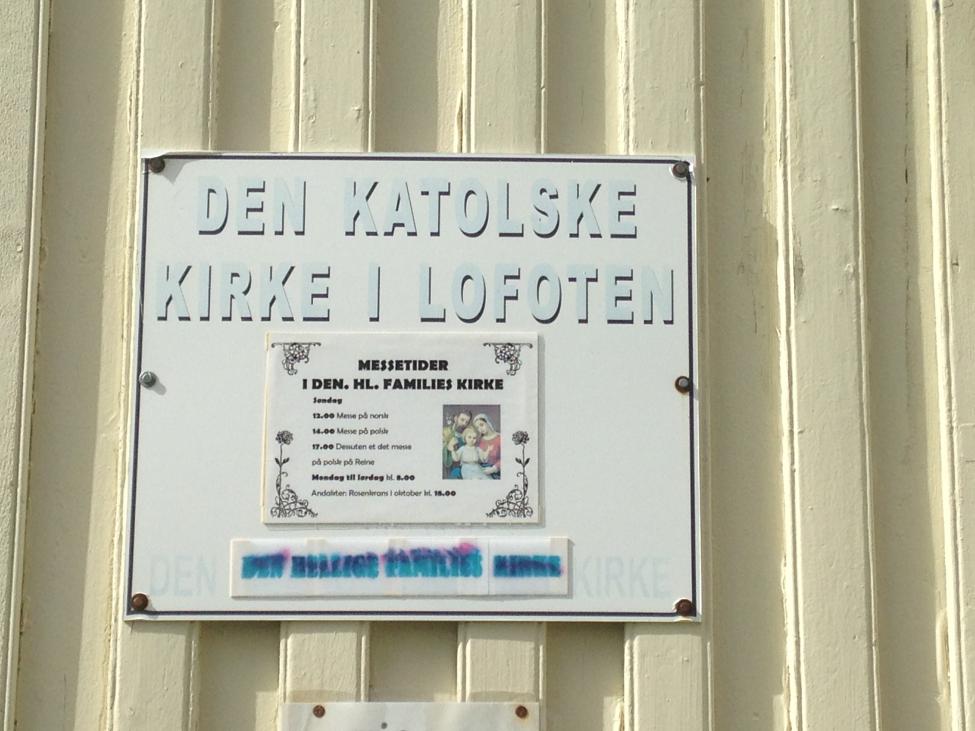 DEN KATOLSKE
KIRKE I LOFOTEN
MESSETIDER
I DEN. HL. FAMILIES KIRKE
Søndag
12.00 Messe på norsk
14.00 Messe på polsk
17.00 Dessuten et det messe
på polsk på Reine
Mandag til lørdag kl. 8.00
Andakter: Rosenkrans i oktober kl. 18.00
DEN HELLIGE FAMILIES KIRKE
DEN KIRKE